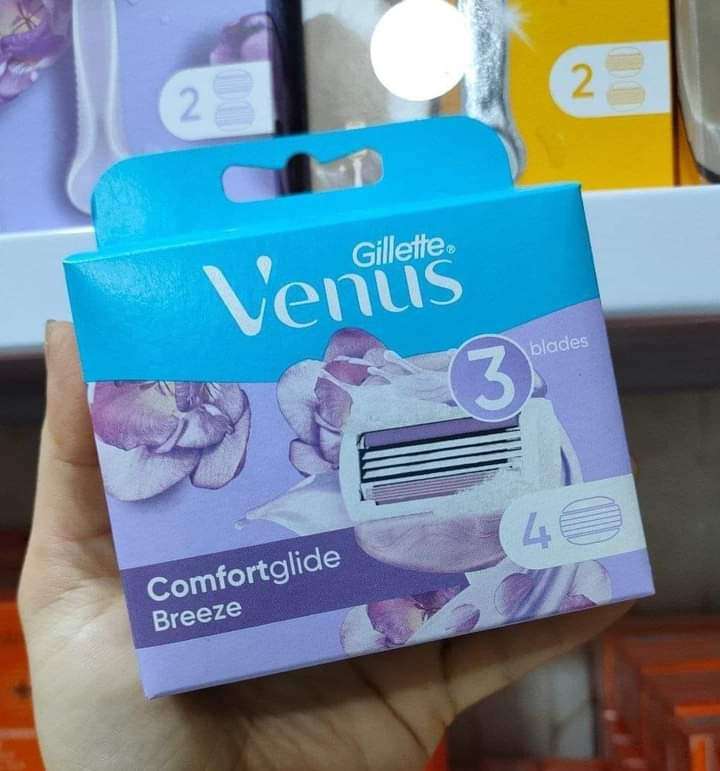 2
2
Gillette®
Venus
3
blades
4
Comfortglide
Breeze